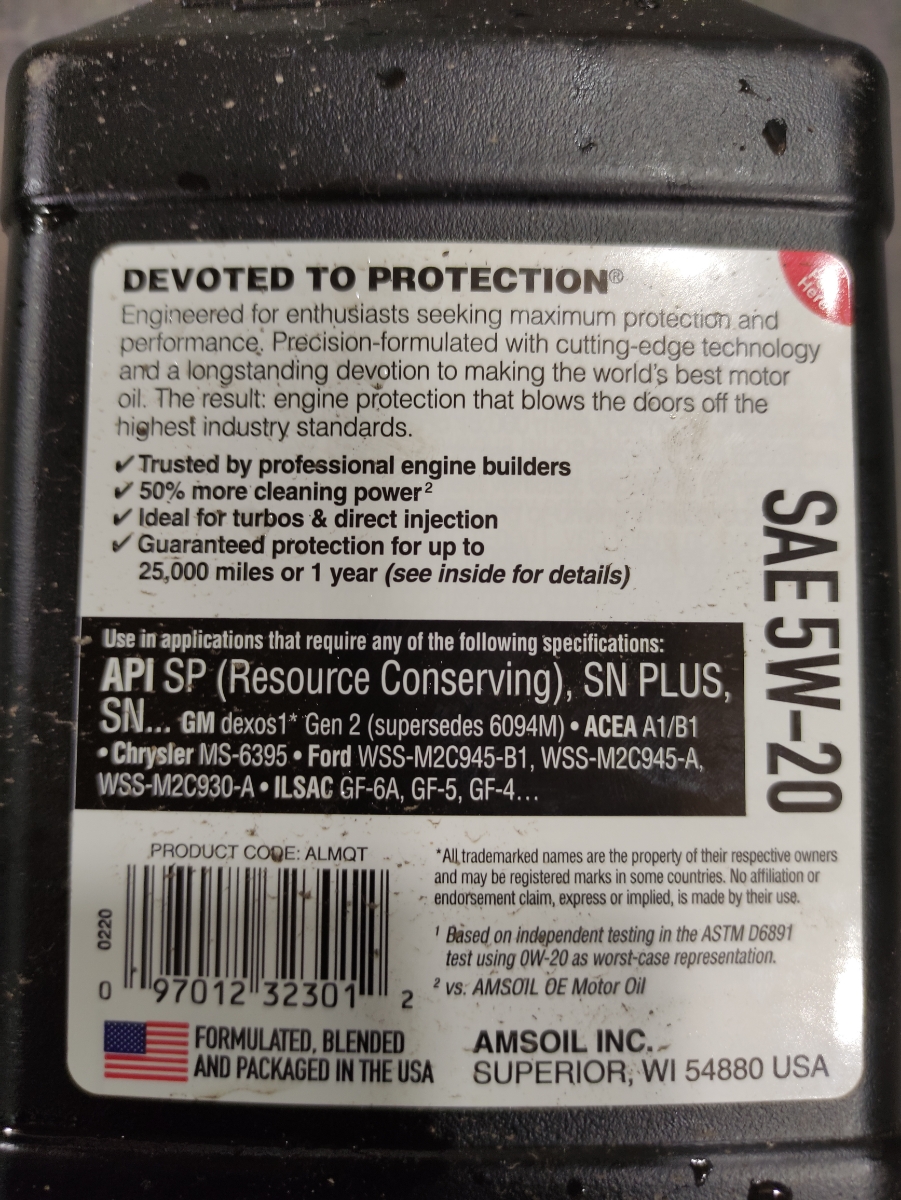 DEVOTED TO PROTECTION®
Engineered for enthusiasts seeking maximum protection and
performance. Precision-formulated with cutting-edge technology
and a longstanding devotion to making the world's best motor
oil. The result: engine protection that blows the doors off the
highest industry standards.
✔ Trusted by professional engine builders
✔ 50% more cleaning power²
✔ Ideal for turbos & direct injection
✔ Guaranteed protection for up to
25,000 miles or 1 year (see inside for details)
SAE 5W-20
Use in applications that require any of the following specifications:
API SP (Resource Conserving), SN PLUS,
SN... GM dexos1* Gen 2 (supersedes 6094M) • ACEA A1/B1
• Chrysler MS-6395 • Ford WSS-M2C945-B1, WSS-M2C945-A,
WSS-M2C930-A • ILSAC GF-6A, GF-5, GF-4...
PRODUCT CODE: ALMQT
0220
0 97012 32301 2
*All trademarked names are the property of their respective owners
and may be registered marks in some countries. No affiliation or
endorsement claim, express or implied, is made by their use.
¹ Based on independent testing in the ASTM D6891
test using 0W-20 as worst-case representation.
² vs. AMSOIL OE Motor Oil
FORMULATED, BLENDED
AND PACKAGED IN THE USA
AMSOIL INC.
SUPERIOR, WI 54880 USA